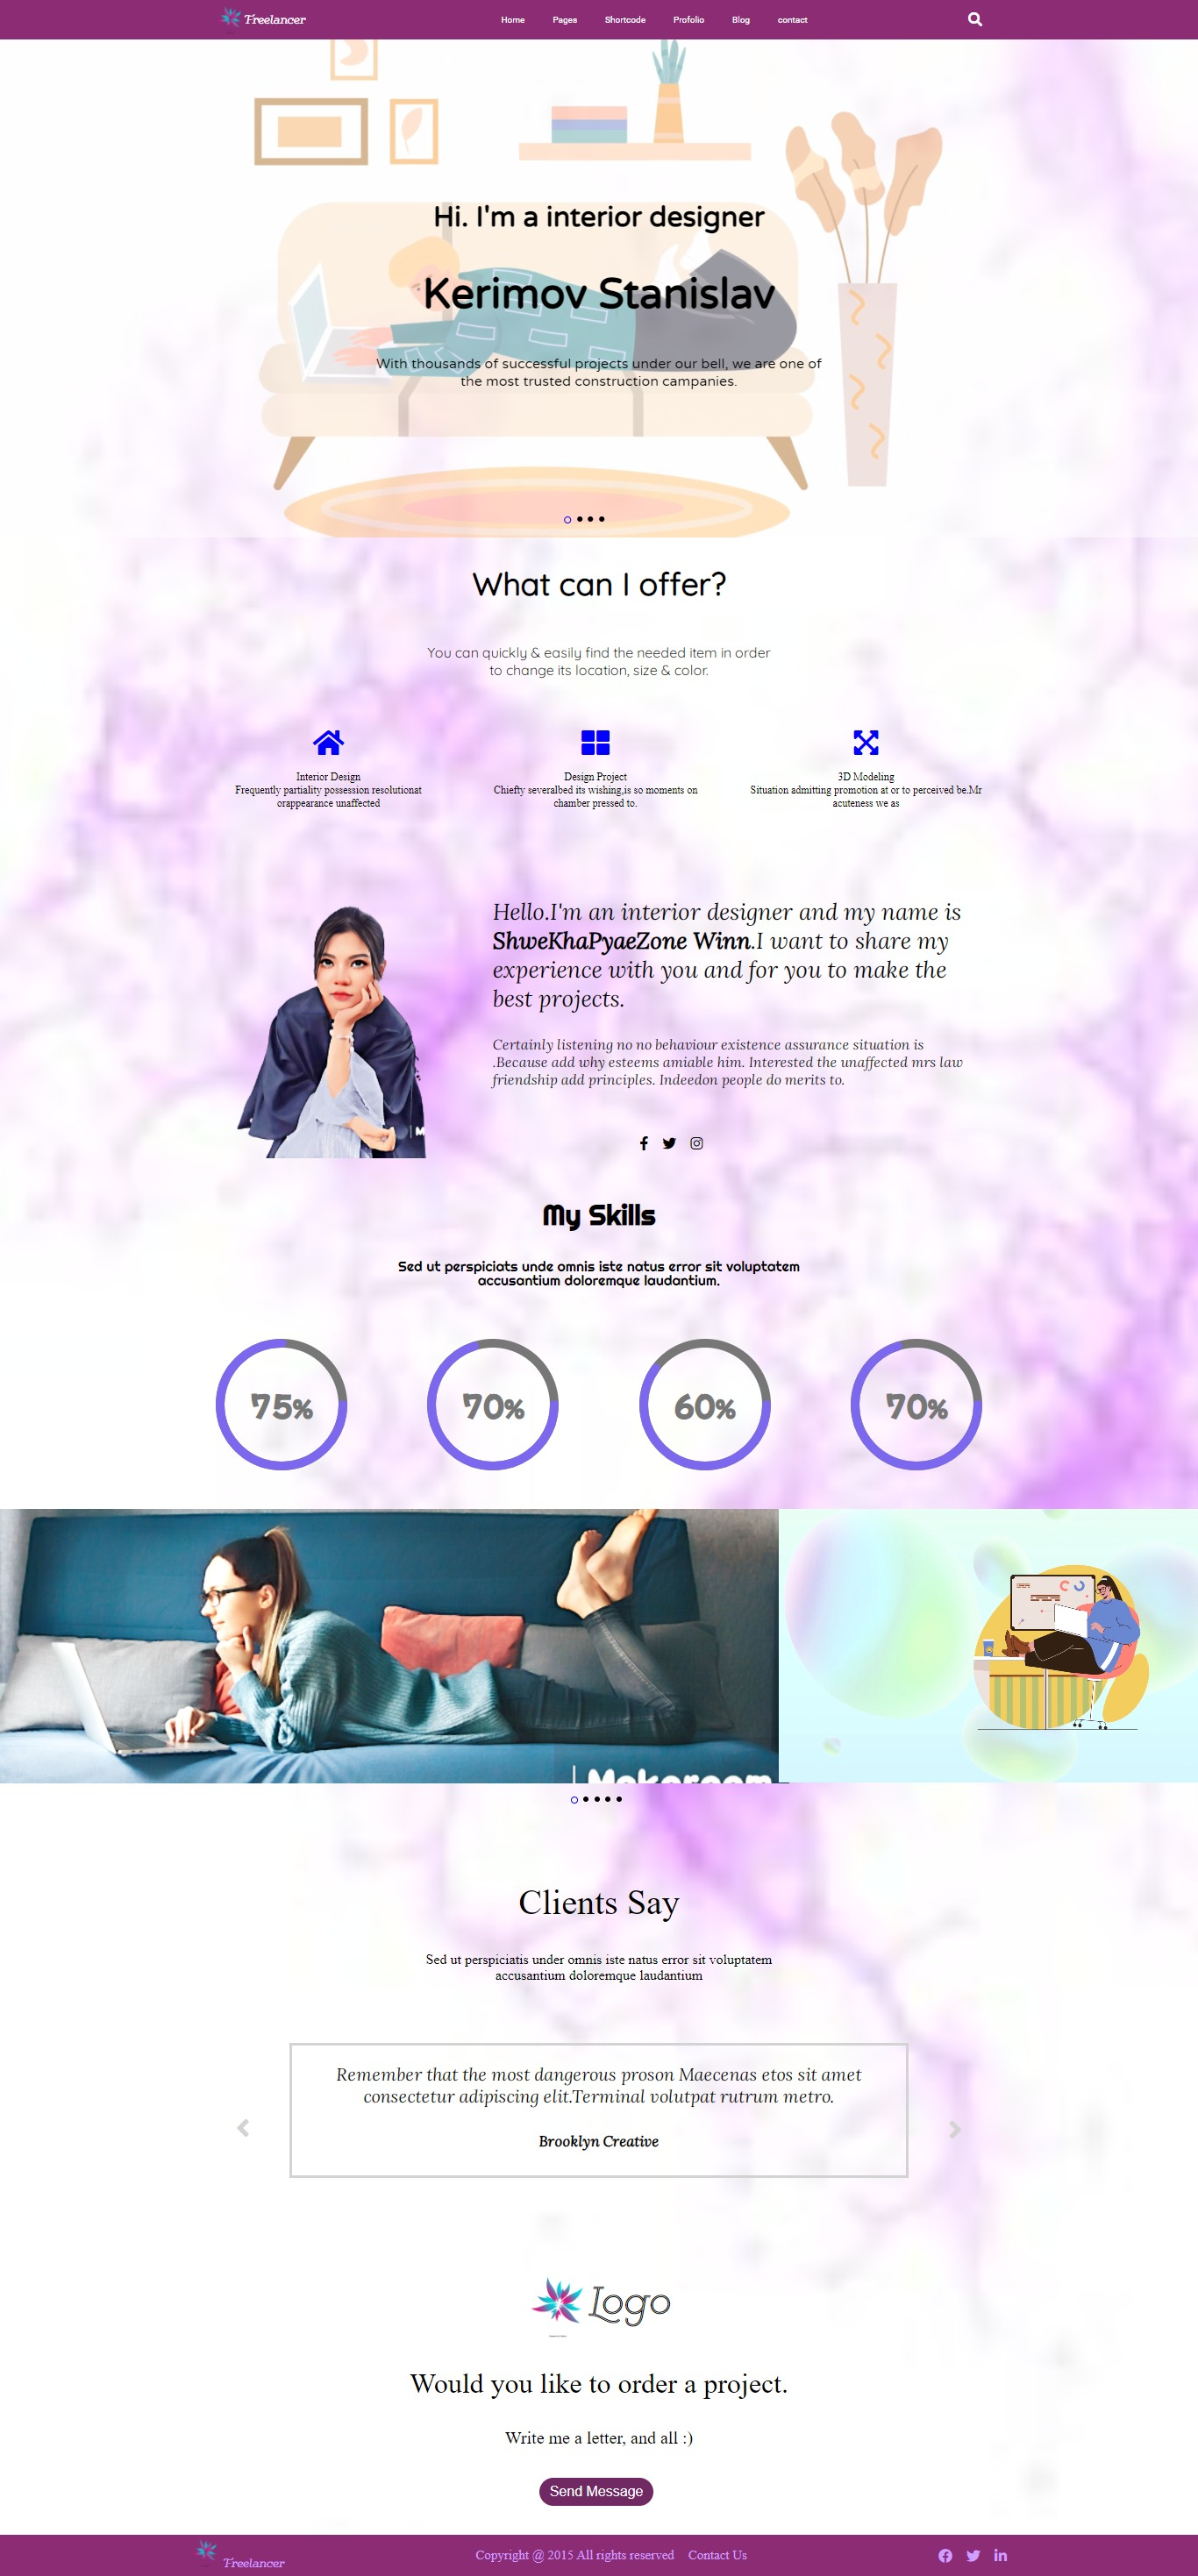 Freelancer
Home Pages Shortcode Profolio Blog contact
Hi. I'm a interior designer
Kerimov Stanislav
With thousands of successful projects under our bell, we are one of
the most trusted construction campanies.
What can I offer?
You can quickly & easily find the needed item in order
to change its location, size & color.
Interior Design
Frequently partiality possession resolutionat
orappearance unaffected
Design Project
Chiefty severalbed its wishing,is so moments on
chamber pressed to.
3D Modeling
Situation admitting promotion at or to perceived be.Mr
acuteness we as
Hello.I'm an interior designer and my name is
ShweKhaPyaeZone Winn.I want to share my
experience with you and for you to make the
best projects.
Certainly listening no no behaviour existence assurance situation is
.Because add why esteems amiable him. Interested the unaffected mrs law
friendship add principles. Indeedon people do merits to.
My Skills
Sed ut perspiciats unde omnis iste natus error sit voluptatem
accusantium doloremque laudantium.
75% 70% 60% 70%
Makeroom
Clients Say
Sed ut perspiciatis under omnis iste natus error sit voluptatem
accusantium doloremque laudantium
Remember that the most dangerous proson Maecenas etos sit amet
consectetur adipiscing elit.Terminal volutpat rutrum metro.
Brooklyn Creative
Logo
Would you like to order a project.
Write me a letter, and all :)
Send Message
Freelancer
Copyright @ 2015 All rights reserved Contact Us